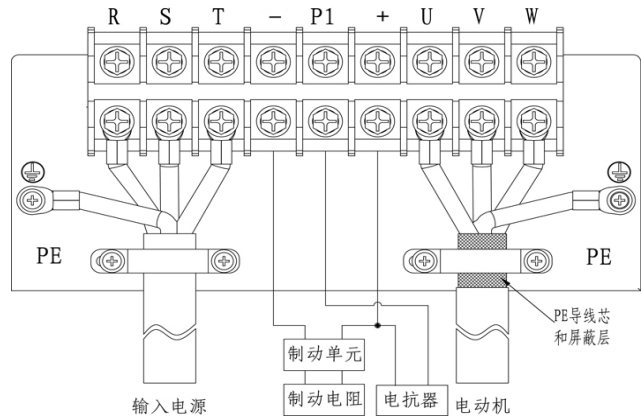 R S T - P1 + U V W
PE
PE
PE导线芯
和屏蔽层
制动单元
制动电阻
电抗器
输入电源
电动机